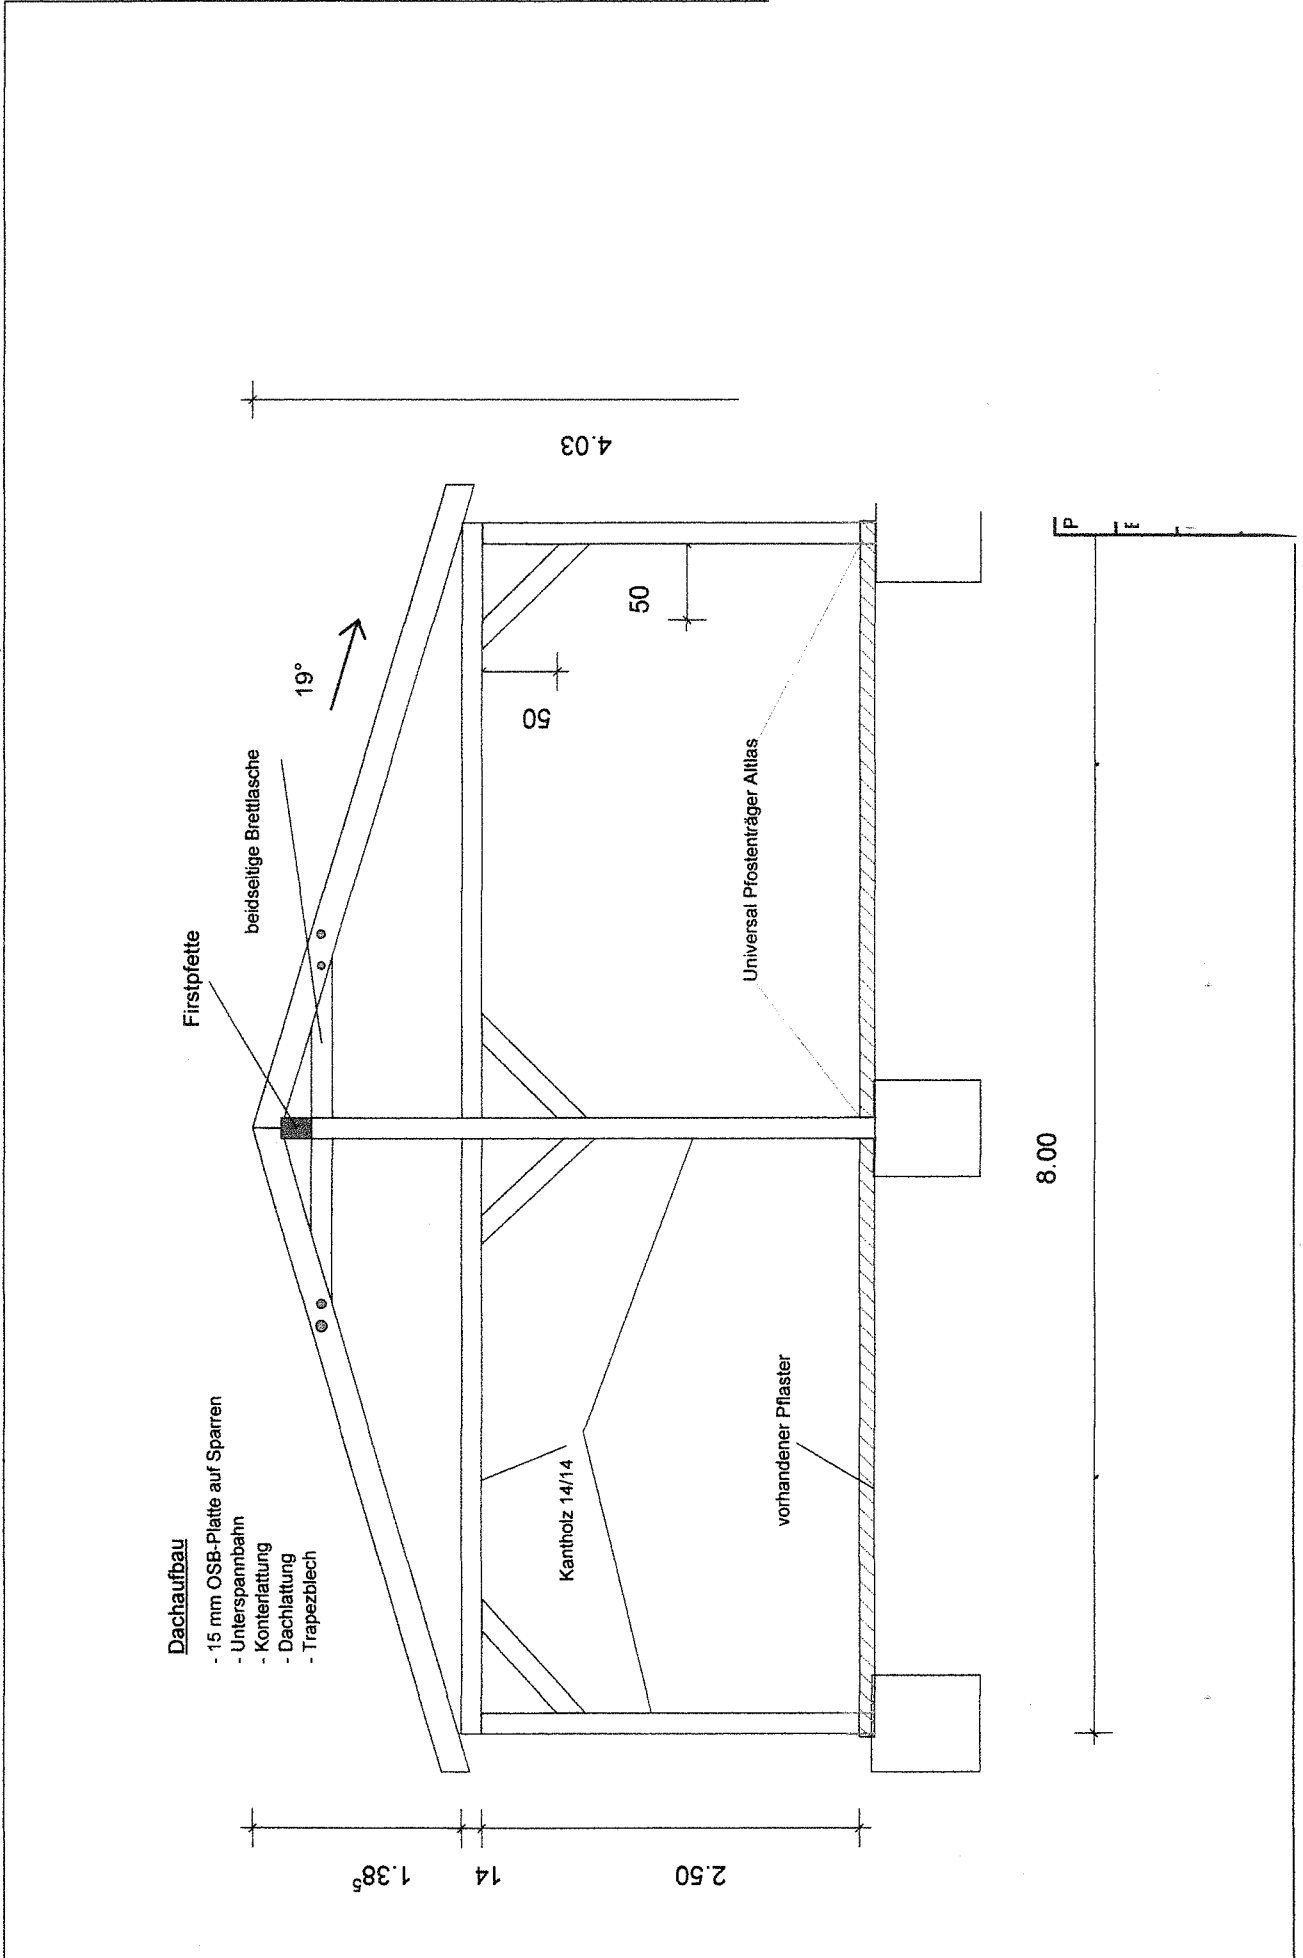 Dachaufbau
- 15 mm OSB-Platte auf Sparren
- Unterspannbahn
- Konterlattung
- Dachlattung
- Trapezblech
Firstpfette
beidseitige Brettlasche
19°
4.03
1.38⁵
14
2.50
50
50
Kantholz 14/14
Universal Pfostenträger Altlas
vorhandener Pflaster
8.00
P